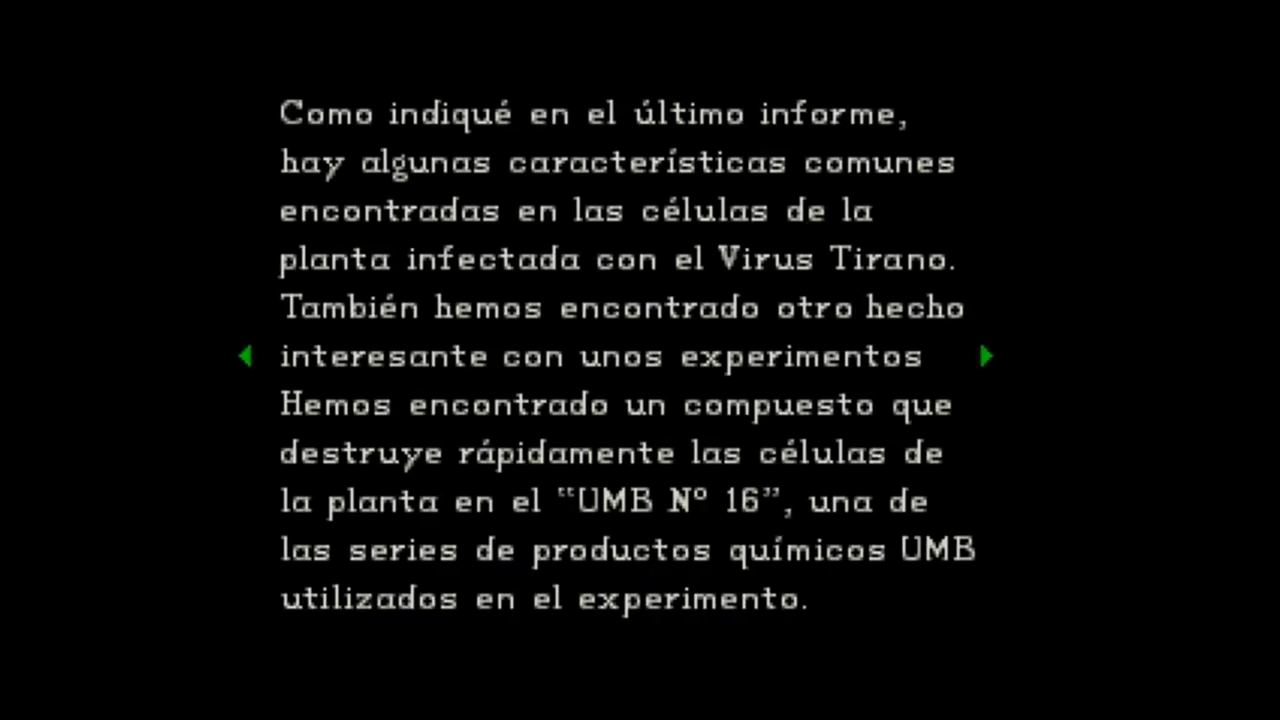 Como indiqué en el último informe,
hay algunas características comunes
encontradas en las células de la
planta infectada con el Virus Tirano.
También hemos encontrado otro hecho
interesante con unos experimentos
Hemos encontrado un compuesto que
destruye rápidamente las células de
la planta en el “UMB Nº 16”, una de
las series de productos químicos UMB
utilizados en el experimento.